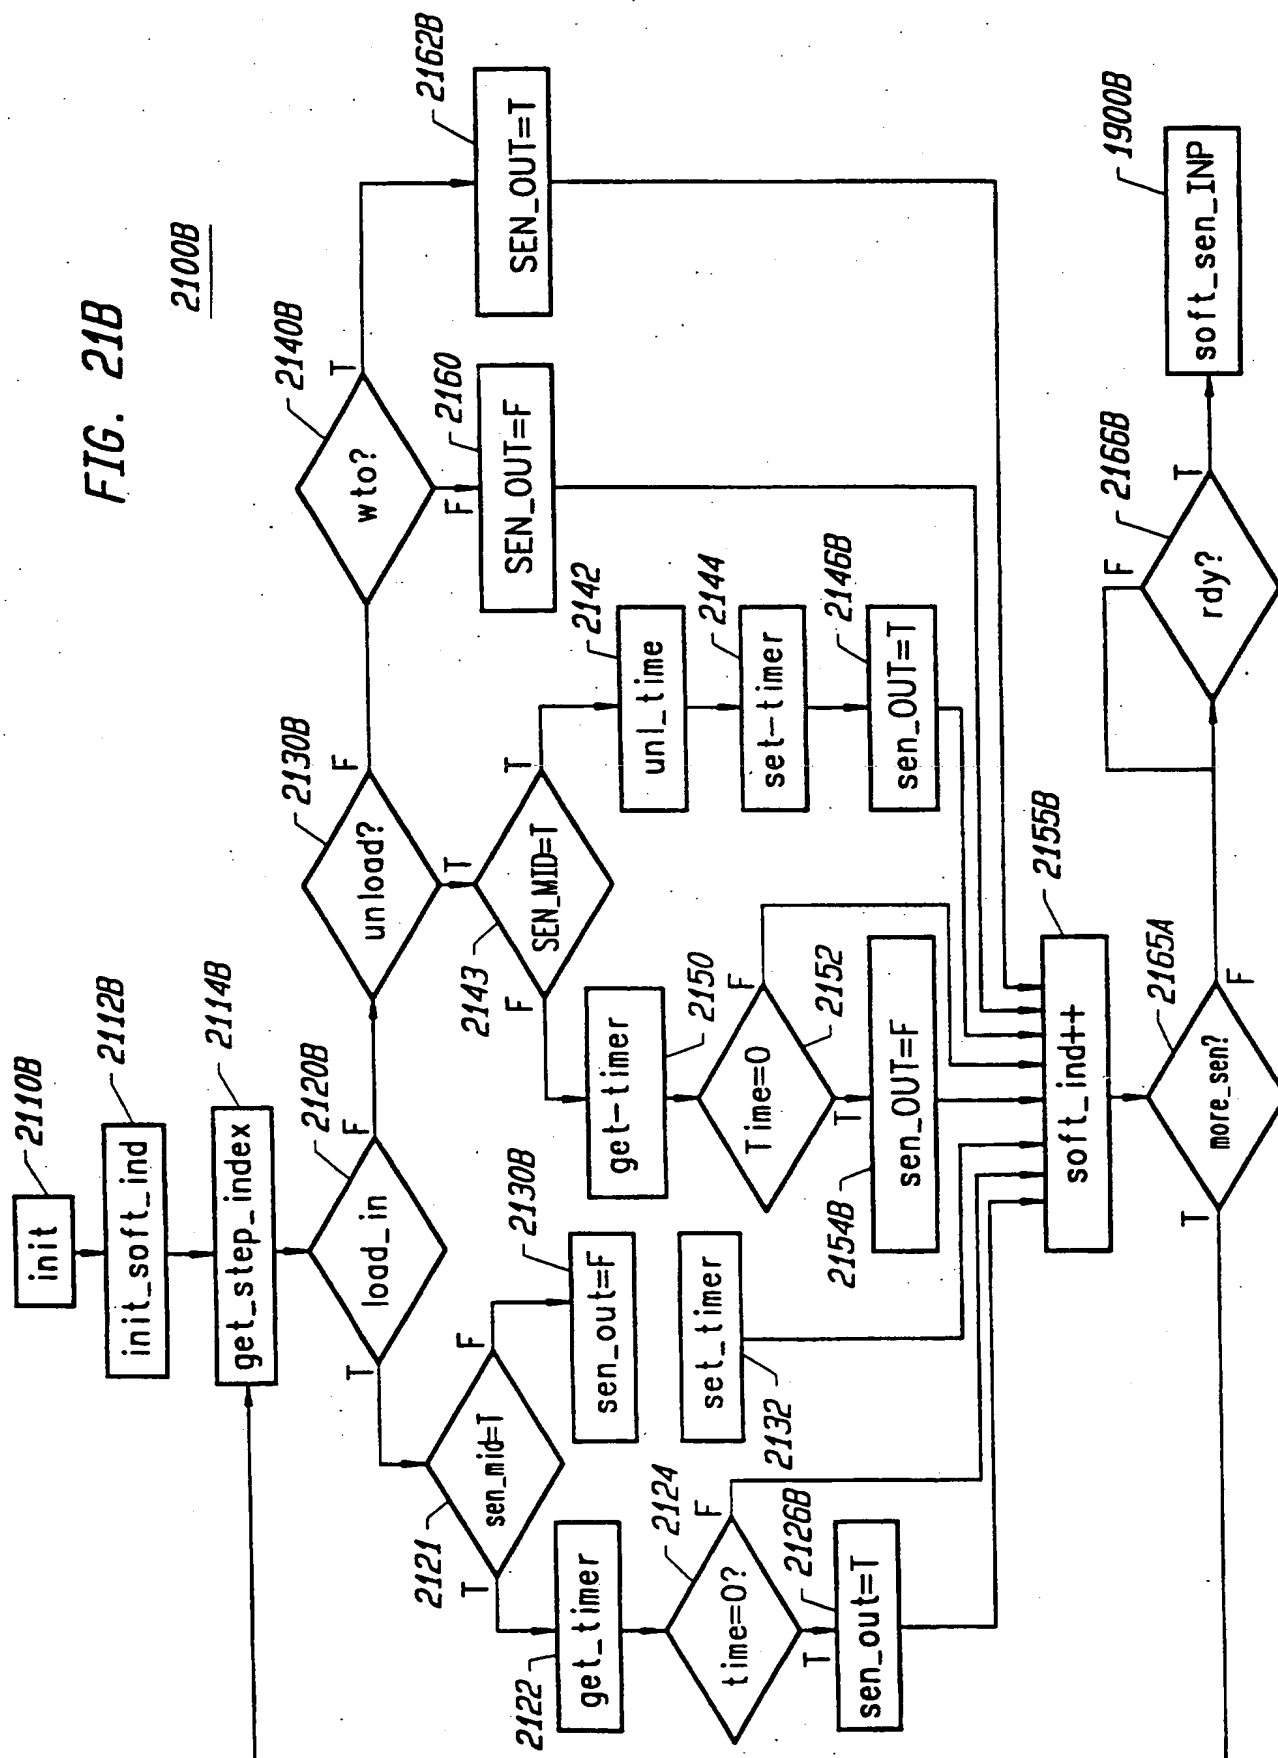 FIG. 21B
2100B
init
2110B
init_soft_ind
2112B
get_step_index
2114B
load_in
2120B
T
F
unload?
2130B
T
F
wto?
2140B
F
T
SEN_OUT=F
2160
SEN_OUT=T
2162B
sen_mid=T
2121
T
F
SEN_MID=T
2143
F
T
get_timer
2122
sen_out=F
2130B
get-timer
2150
unl_time
2142
time=0?
2124
T
F
set_timer
2132
Time=0
2152
T
F
set-timer
2144
sen_out=T
2126B
sen_OUT=F
2154B
sen_OUT=T
2146B
soft_ind++
2155B
more_sen?
2165A
T
F
rdy?
2166B
F
T
soft_sen_INP
1900B